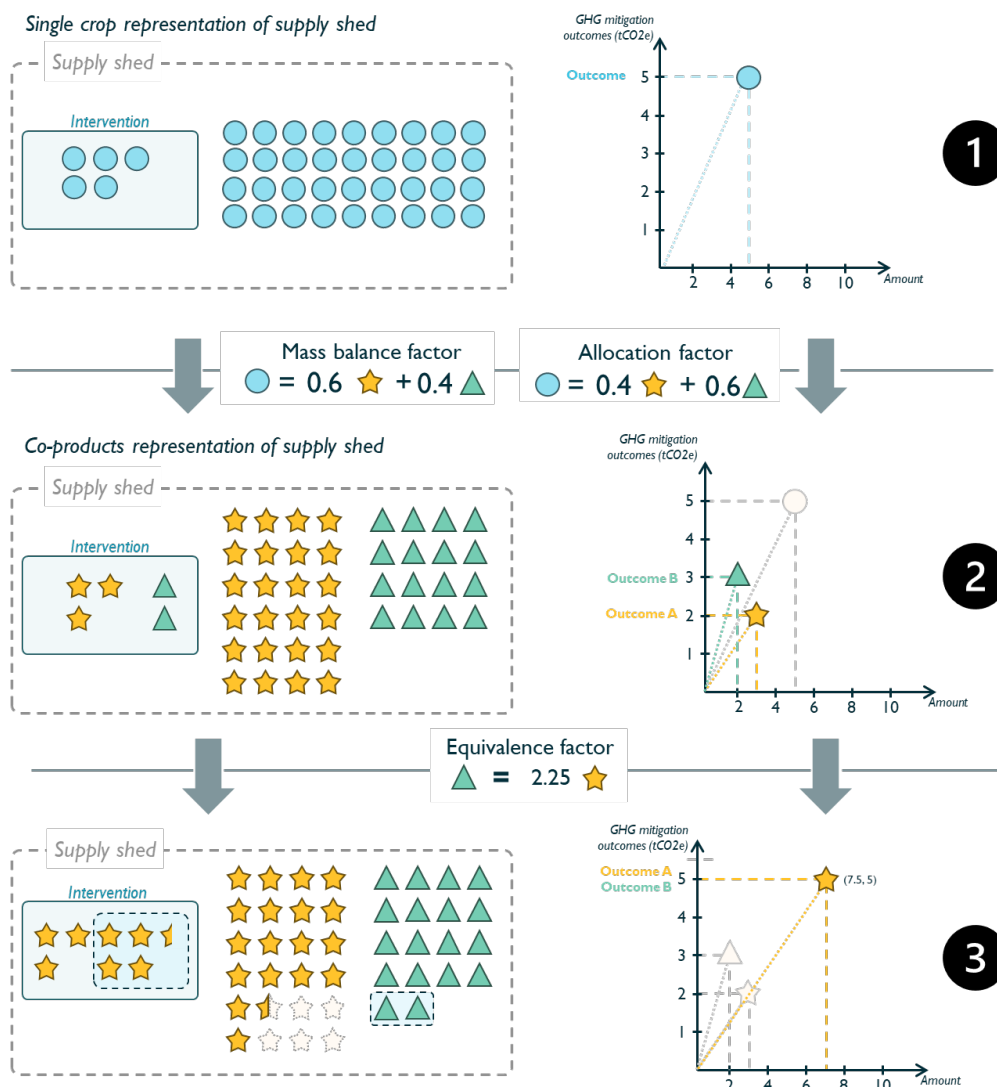 Single crop representation of supply shed
Supply shed
Intervention
GHG mitigation
outcomes (tCO2e)
Outcome
5
4
3
2
1
2 4 6 8 10
Amount
1
Mass balance factor
= 0.6 + 0.4
Allocation factor
= 0.4 + 0.6
Co-products representation of supply shed
Supply shed
Intervention
GHG mitigation
outcomes (tCO2e)
5
4
Outcome B 3
Outcome A 2
1
2 4 6 8 10
Amount
2
Equivalence factor
= 2.25
Supply shed
Intervention
GHG mitigation
outcomes (tCO2e)
Outcome A
Outcome B
5
(7.5, 5)
4
3
2
1
2 4 6 8 10
Amount
3